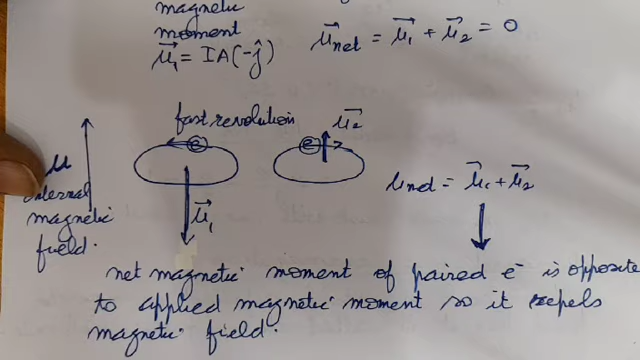 magnetic
moment
μ⃗₁ = IA(-ĵ)
μ⃗net = μ⃗₁ + μ⃗₂ = 0
fast revolution
μ⃗₂
e
e
μ
magnetic
field.
μ⃗₁
μnet = μ⃗₁ + μ⃗₂
net magnetic moment of paired e⁻ is opposite
to applied magnetic moment so it repels
magnetic field.